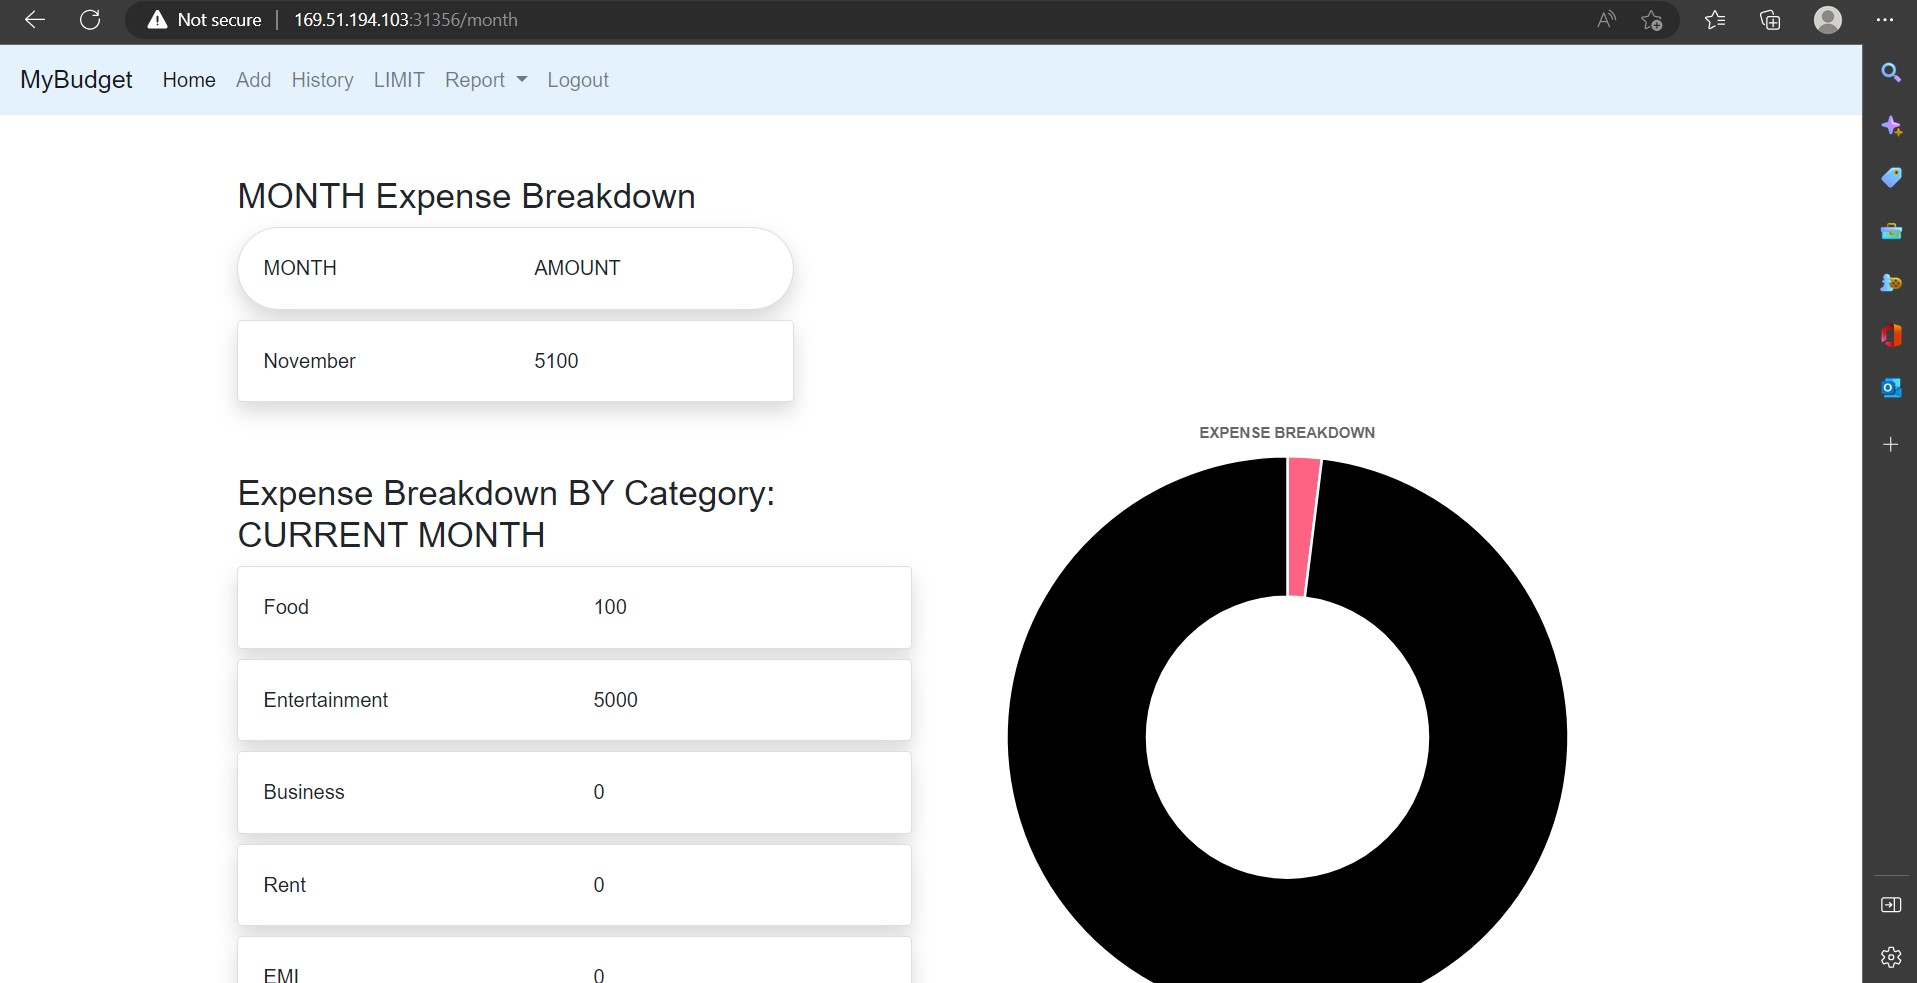 Not secure 169.51.194.103:31356/month
MyBudget Home Add History LIMIT Report Logout
MONTH Expense Breakdown
MONTH AMOUNT
November 5100
EXPENSE BREAKDOWN
Expense Breakdown BY Category:
CURRENT MONTH
Food 100
Entertainment 5000
Business 0
Rent 0
EMI 0